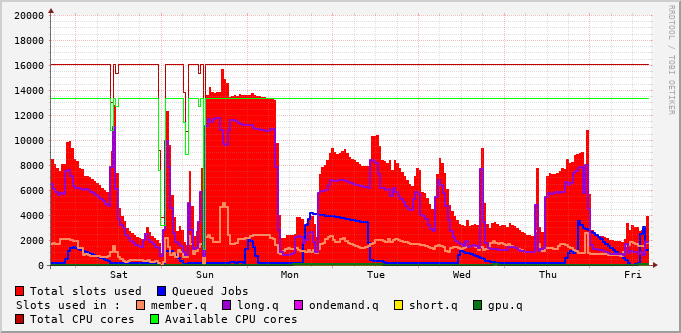 RRDTOOL / TOBI OETIKER
20000
18000
16000
14000
12000
10000
8000
6000
4000
2000
0
Sat Sun Mon Tue Wed Thu Fri
Total slots used Queued Jobs
Slots used in : member.q long.q ondemand.q short.q gpu.q
Total CPU cores Available CPU cores